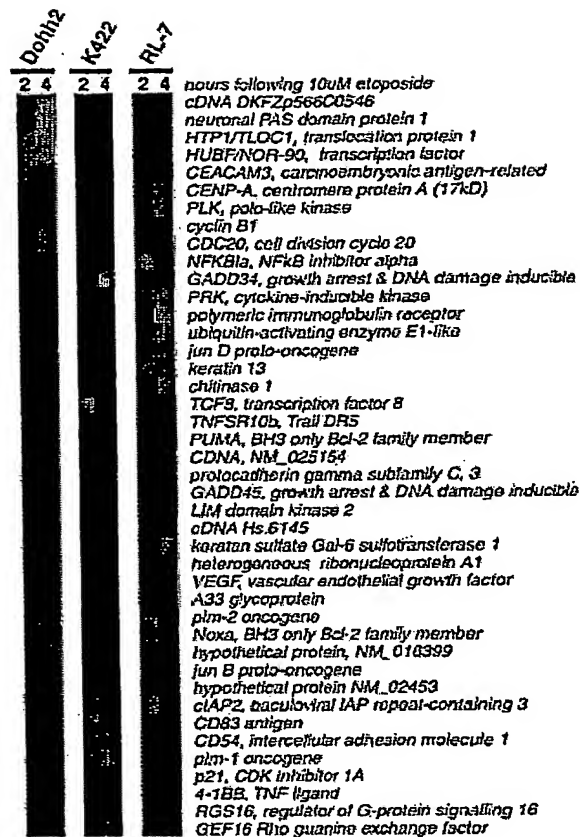 Dohh2 K422 RL-7
2 4 2 4 2 4 hours following 10uM etoposide
cDNA DKFZp566C0546
neuronal PAS domain protein 1
HTP1/TLOC1, translocation protein 1
HUBF/NOR-90, transcription factor
CEACAM3, carcinoembryonic antigen-related
CENP-A, centromere protein A (17kD)
PLK, polo-like kinase
cyclin B1
CDC20, cell division cyclo 20
NFKBIa, NFkB inhibitor alpha
GADD34, growth arrest & DNA damage inducible
PRK, cytokine-inducible kinase
polymeric immunoglobulin receptor
ubiquitin-activating enzyme E1-like
jun D proto-oncogene
keratin 13
chitinase 1
TCF8, transcription factor 8
TNFSR10b, Trail DR5
PUMA, BH3 only Bcl-2 family member
CDNA, NM_025154
protocadherin gamma subfamily C, 3
GADD45, growth arrest & DNA damage inducible
LIM domain kinase 2
cDNA Hs.6145
keratan sulfate Gal-6 sulfotransferase 1
heterogeneous ribonucleoprotein A1
VEGF, vascular endothelial growth factor
A33 glycoprotein
pim-2 oncogene
Noxa, BH3 only Bcl-2 family member
hypothetical protein, NM_018399
jun B proto-oncogene
hypothetical protein NM_02453
cIAP2, baculoviral IAP repeat-containing 3
CD83 antigen
CD54, intercellular adhesion molecule 1
pim-1 oncogene
p21, CDK inhibitor 1A
4-1BB, TNF ligand
RGS16, regulator of G-protein signalling 16
GEF16 Rho guanine exchange factor